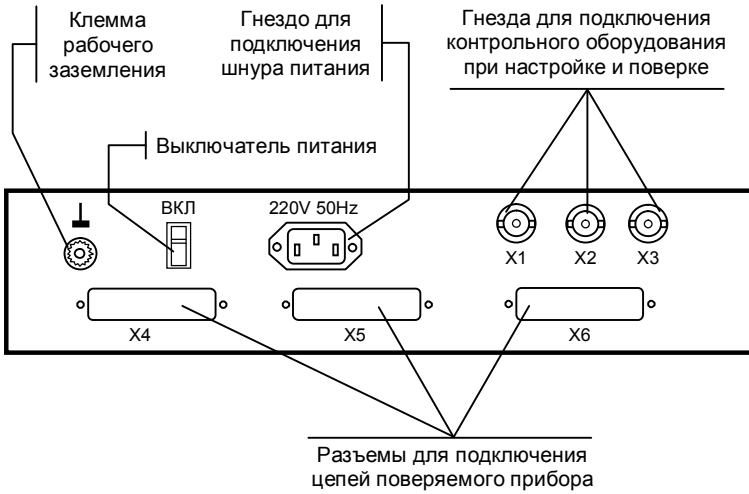 Клемма
рабочего
заземления
Гнездо для
подключения
шнура питания
Гнезда для подключения
контрольного оборудования
при настройке и поверке
Выключатель питания
ВКЛ
220V 50Hz
X1
X2
X3
X4
X5
X6
Разъемы для подключения
цепей поверяемого прибора